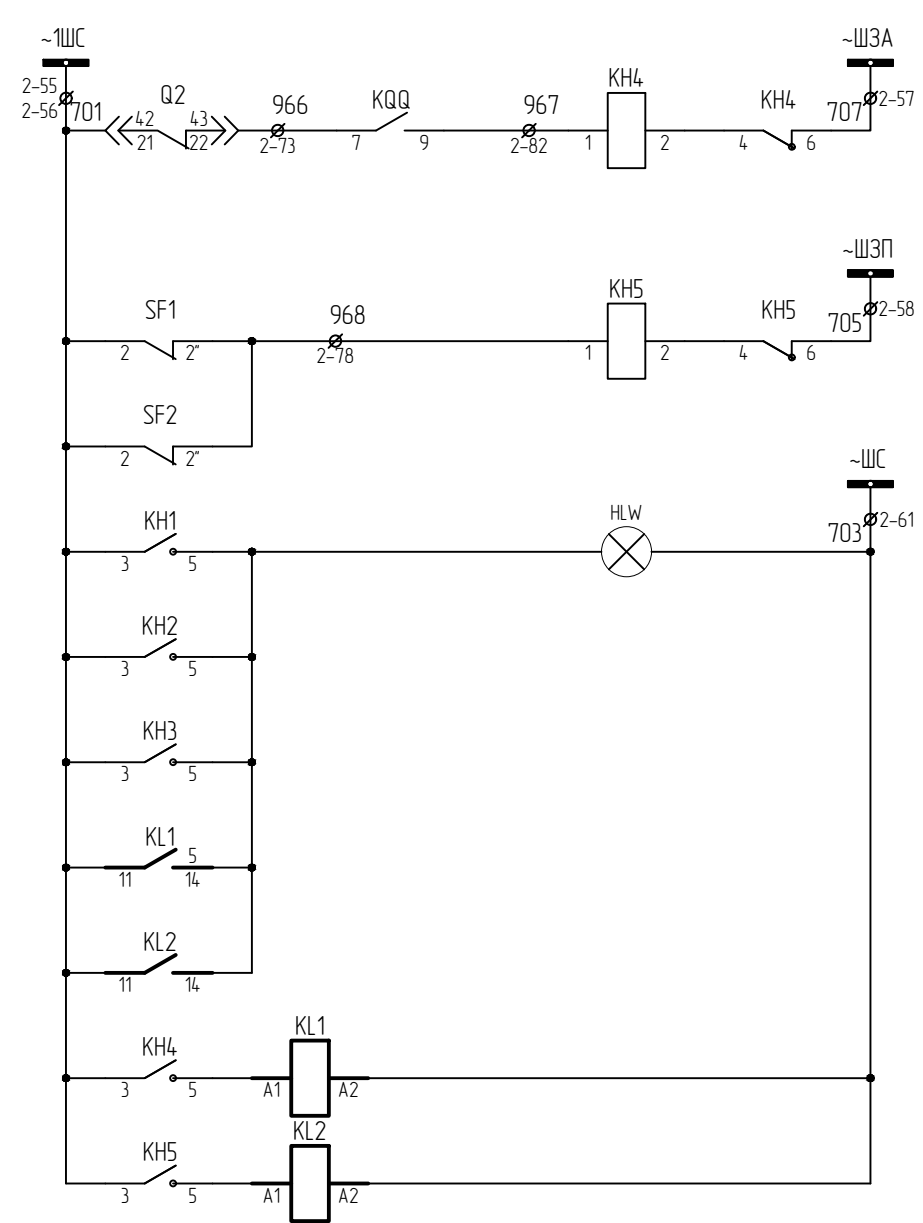 ~1ШС
~ШЗА
2-55
2-56
701
Q2
42
43
21
22
966
2-73
KQQ
7
9
967
2-82
KH4
1
2
KH4
4
6
707
2-57
~ШЗП
SF1
2
2"
968
2-78
KH5
1
2
KH5
4
6
705
2-58
SF2
2
2"
~ШС
KH1
3
5
HLW
703
2-61
KH2
3
5
KH3
3
5
KL1
5
11
14
KL2
11
14
KH4
3
5
KL1
A1
A2
KH5
3
5
KL2
A1
A2